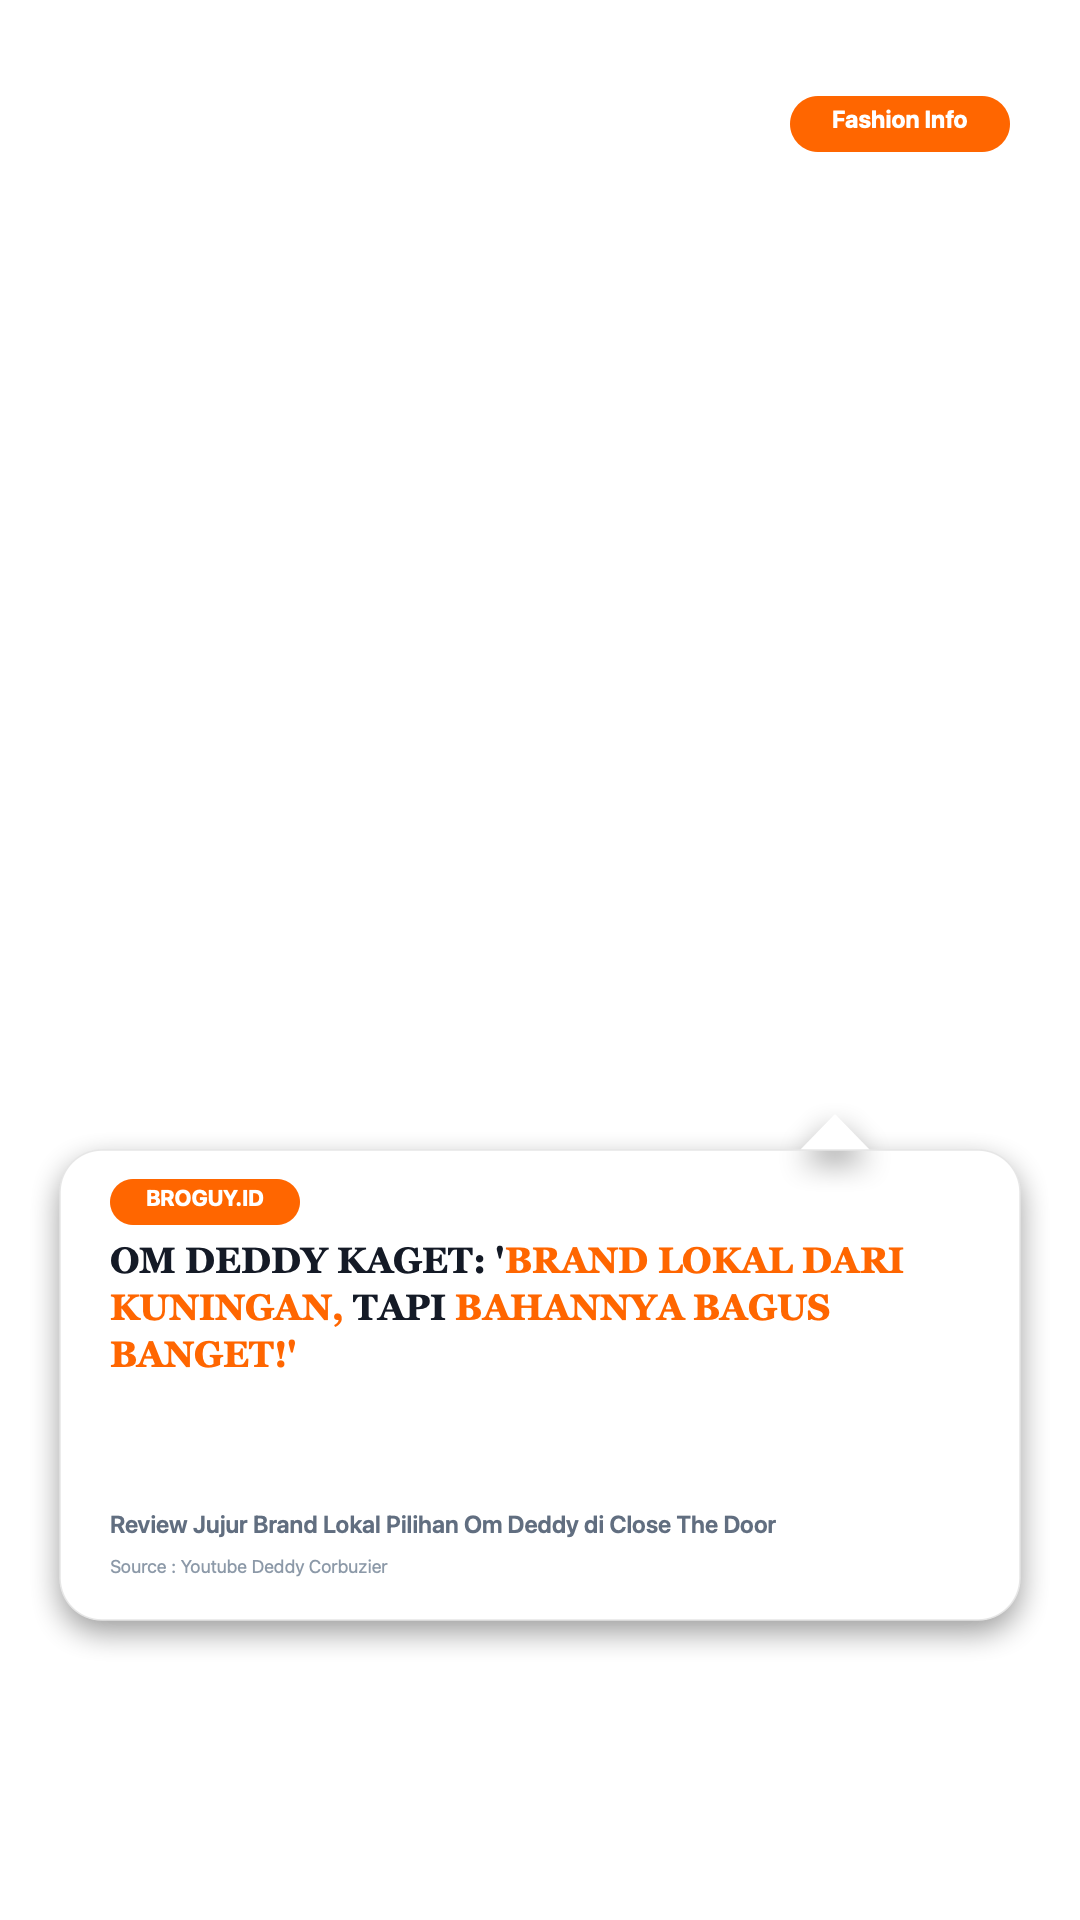 Fashion Info
BROGUY.ID
OM DEDDY KAGET: 'BRAND LOKAL DARI
KUNINGAN, TAPI BAHANNYA BAGUS
BANGET!'
Review Jujur Brand Lokal Pilihan Om Deddy di Close The Door
Source : Youtube Deddy Corbuzier